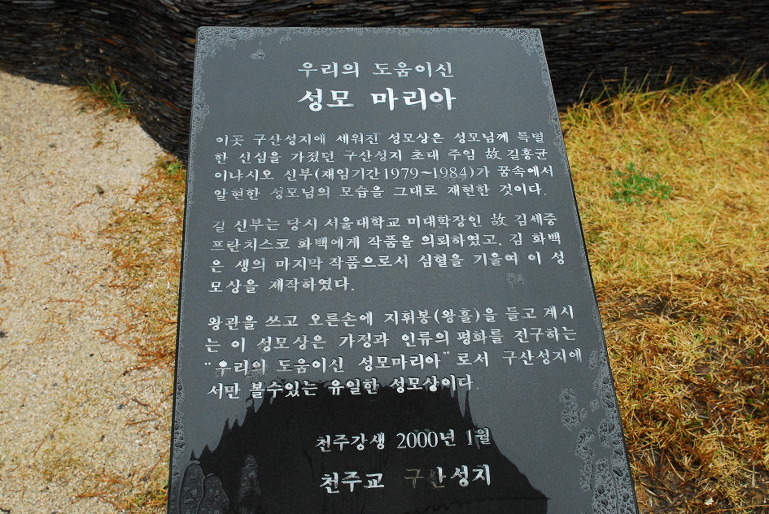 우리의 도움이신
성모 마리아
이곳 구산성지에 세워진 성모상은 성모님께 특별
한 신심을 가졌던 구산성지 초대 주임 故 길홍균
이냐시오 신부(재임기간1979~1984)가 꿈속에서
알현한 성모님의 모습을 그대로 재현한 것이다.
길 신부는 당시 서울대학교 미대학장인 故 김세중
프란치스코 화백에게 작품을 의뢰하였고, 김 화백
은 생의 마지막 작품으로서 심혈을 기울여 이 성
모상을 제작하였다.
왕관을 쓰고 오른손에 지휘봉(왕홀)을 들고 계시
는 이 성모상은 가정과 인류의 평화를 전구하는
"우리의 도움이신 성모마리아"로서 구산성지에
서만 볼수있는 유일한 성모상이다.
천주강생 2000년 1월
천주교 구산성지